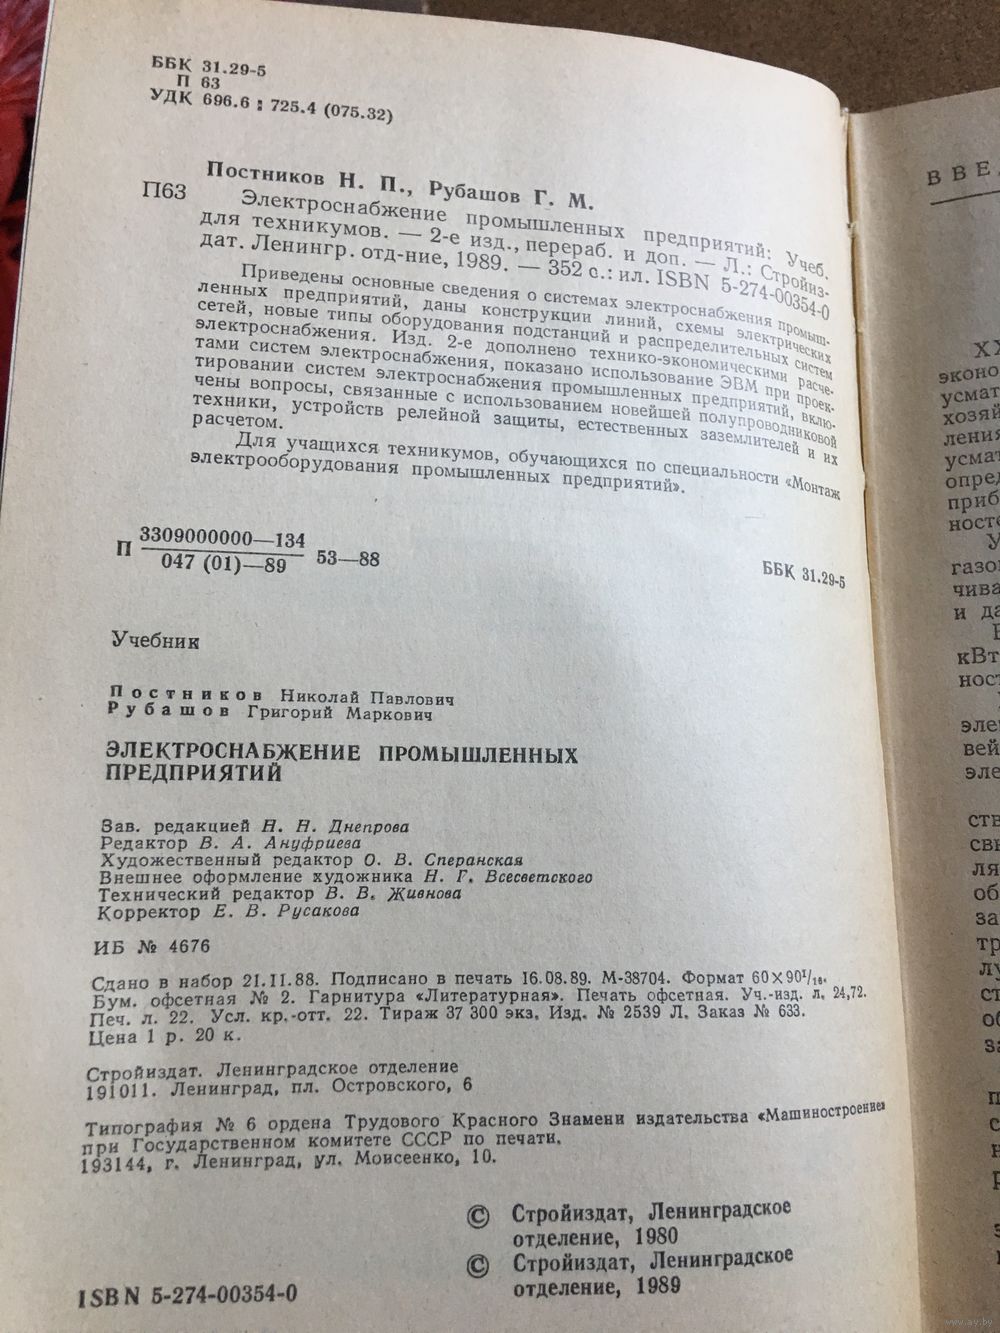 ББК 31.29-5
П 63
УДК 696.6 : 725.4 (075.32)
Постников Н. П., Рубашов Г. М.
П63 Электроснабжение промышленных предприятий: Учеб.
для техникумов. — 2-е изд., перераб. и доп. — Л.: Стройиз-
дат. Ленингр. отд-ние, 1989. — 352 с.: ил. ISBN 5-274-00354-0
Приведены основные сведения о системах электроснабжения промыш-
ленных предприятий, даны конструкции линий, схемы электрических
сетей, новые типы оборудования подстанций и распределительных систем
электроснабжения. Изд. 2-е дополнено технико-экономическими расче-
тами систем электроснабжения, показано использование ЭВМ при проек-
тировании систем электроснабжения промышленных предприятий, вклю-
чены вопросы, связанные с использованием новейшей полупроводниковой
техники, устройств релейной защиты, естественных заземлителей и их
расчетом.
Для учащихся техникумов, обучающихся по специальности «Монтаж
электрооборудования промышленных предприятий».
П 3309000000—134
047 (01)—89 53—88
ББК 31.29-5
Учебник
Постников Николай Павлович
Рубашов Григорий Маркович
ЭЛЕКТРОСНАБЖЕНИЕ ПРОМЫШЛЕННЫХ
ПРЕДПРИЯТИЙ
Зав. редакцией Н. Н. Днепрова
Редактор В. А. Ануфриева
Художественный редактор О. В. Сперанская
Внешнее оформление художника Н. Г. Всесветского
Технический редактор В. В. Живнова
Корректор Е. В. Русакова
ИБ № 4676
Сдано в набор 21.11.88. Подписано в печать 16.08.89. М-38704. Формат 60×90¹/₁₆.
Бум. офсетная № 2. Гарнитура «Литературная». Печать офсетная. Уч.-изд. л. 24,72.
Печ. л. 22. Усл. кр.-отт. 22. Тираж 37 300 экз. Изд. № 2539 Л. Заказ № 633.
Цена 1 р. 20 к.
Стройиздат. Ленинградское отделение
191011. Ленинград, пл. Островского, 6
Типография № 6 ордена Трудового Красного Знамени издательства «Машиностроение»
при Государственном комитете СССР по печати.
193144, г. Ленинград, ул. Моисеенко, 10.
© Стройиздат, Ленинградское
отделение, 1980
© Стройиздат, Ленинградское
отделение, 1989
ISBN 5-274-00354-0
www.ay.by